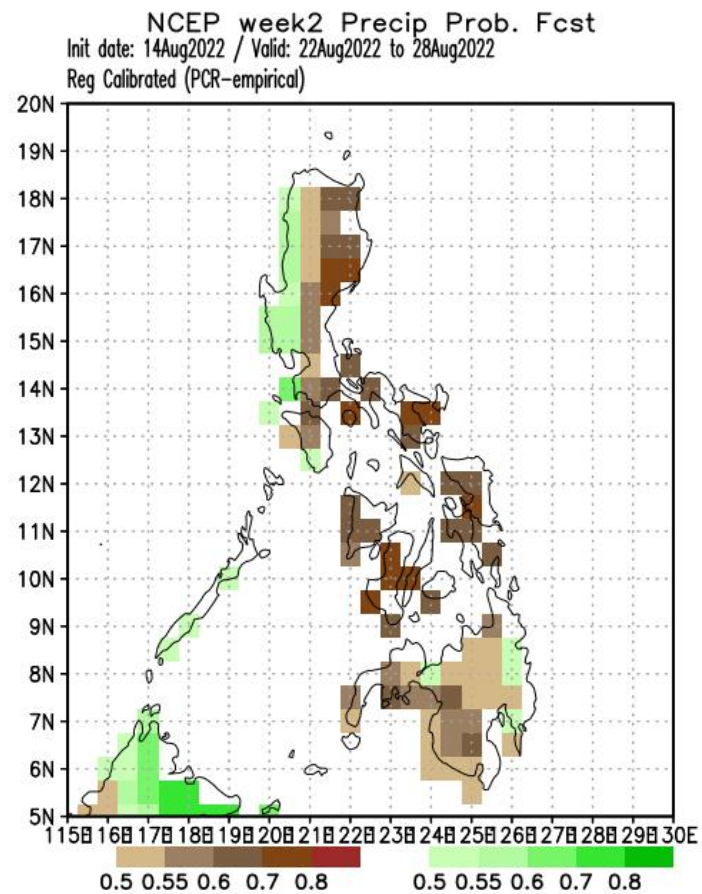 NCEP week2 Precip Prob. Fcst
Init date: 14Aug2022 / Valid: 22Aug2022 to 28Aug2022
Reg Calibrated (PCR-empirical)
20N
19N
18N
17N
16N
15N
14N
13N
12N
11N
10N
9N
8N
7N
6N
5N
115E 116E 117E 118E 119E 120E 121E 122E 123E 124E 125E 126E 127E 128E 129E 130E
0.5 0.55 0.6 0.7 0.8 0.5 0.55 0.6 0.7 0.8